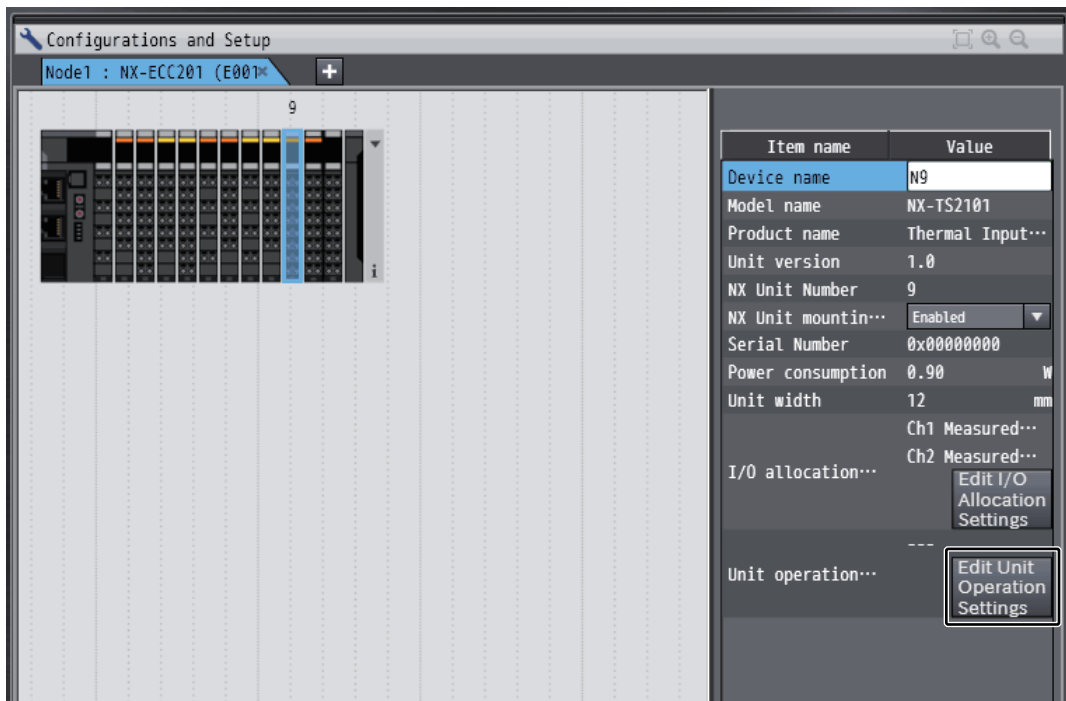 Configurations and Setup
Node1 : NX-ECC201 (E001
9
Item name Value
Device name N9
Model name NX-TS2101
Product name Thermal Input⋯
Unit version 1.0
NX Unit Number 9
NX Unit mountin⋯ Enabled
Serial Number 0x00000000
Power consumption 0.90 W
Unit width 12 mm
I/O allocation⋯
Ch1 Measured⋯
Ch2 Measured⋯
Edit I/O
Allocation
Settings
Unit operation⋯
---
Edit Unit
Operation
Settings
i